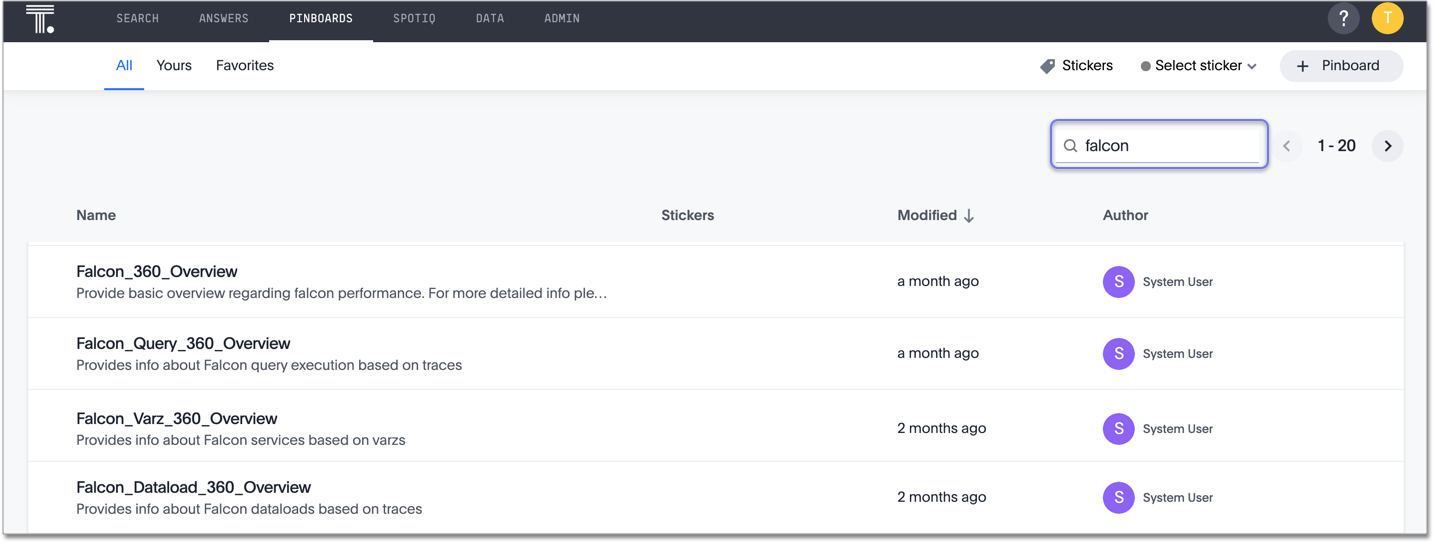 T.
SEARCH ANSWERS PINBOARDS SPOTIQ DATA ADMIN ? T
All Yours Favorites Stickers Select sticker + Pinboard
falcon 1 - 20
Name Stickers Modified ↓ Author
Falcon_360_Overview
Provide basic overview regarding falcon performance. For more detailed info ple…
a month ago S System User
Falcon_Query_360_Overview
Provides info about Falcon query execution based on traces
a month ago S System User
Falcon_Varz_360_Overview
Provides info about Falcon services based on varzs
2 months ago S System User
Falcon_Dataload_360_Overview
Provides info about Falcon dataloads based on traces
2 months ago S System User